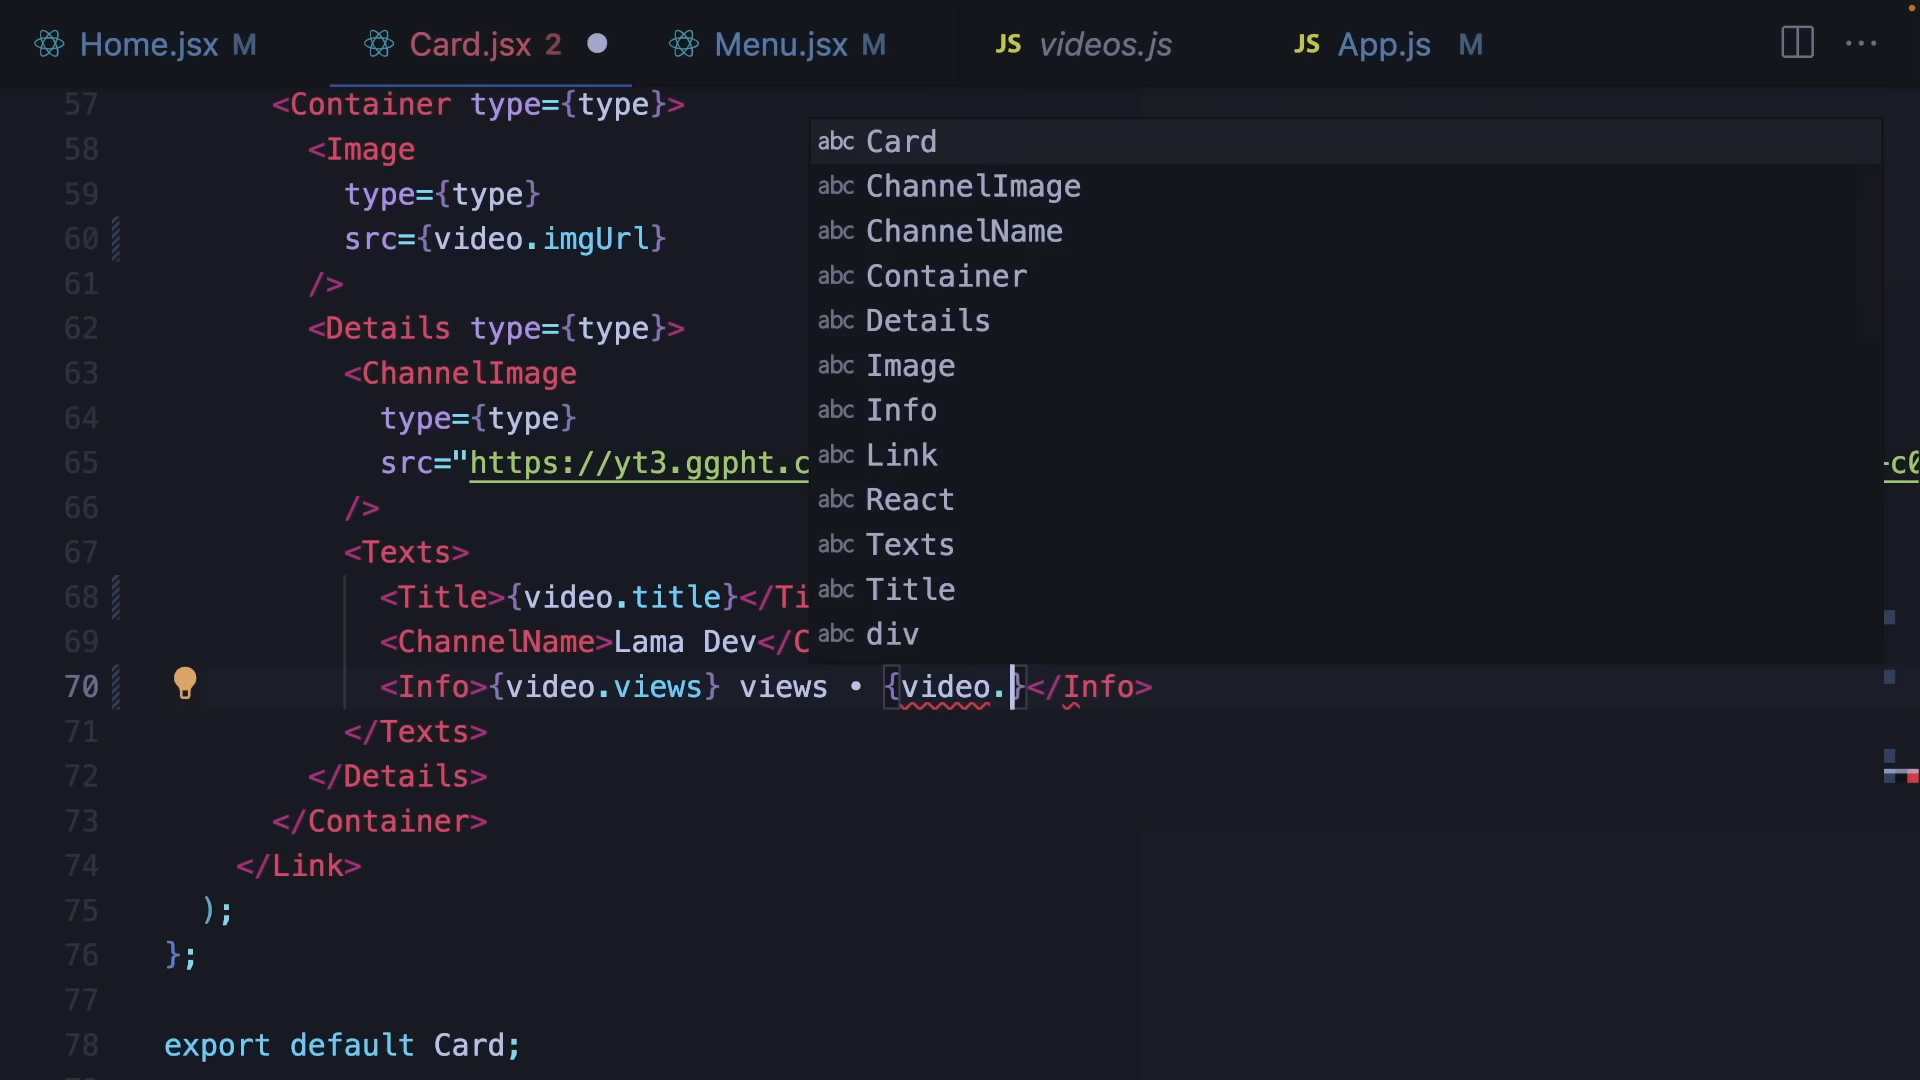 Home.jsx M Card.jsx 2 Menu.jsx M JS videos.js JS App.js M ...
57 <Container type={type}>
58 <Image
59 type={type}
60 src={video.imgUrl}
61 />
62 <Details type={type}>
63 <ChannelImage
64 type={type}
65 src="https://yt3.ggpht.c -c0
66 />
67 <Texts>
68 <Title>{video.title}</Ti
69 <ChannelName>Lama Dev</C
70 <Info>{video.views} views • {video.}</Info>
71 </Texts>
72 </Details>
73 </Container>
74 </Link>
75 );
76 };
77
78 export default Card;
abc Card
abc ChannelImage
abc ChannelName
abc Container
abc Details
abc Image
abc Info
abc Link
abc React
abc Texts
abc Title
abc div